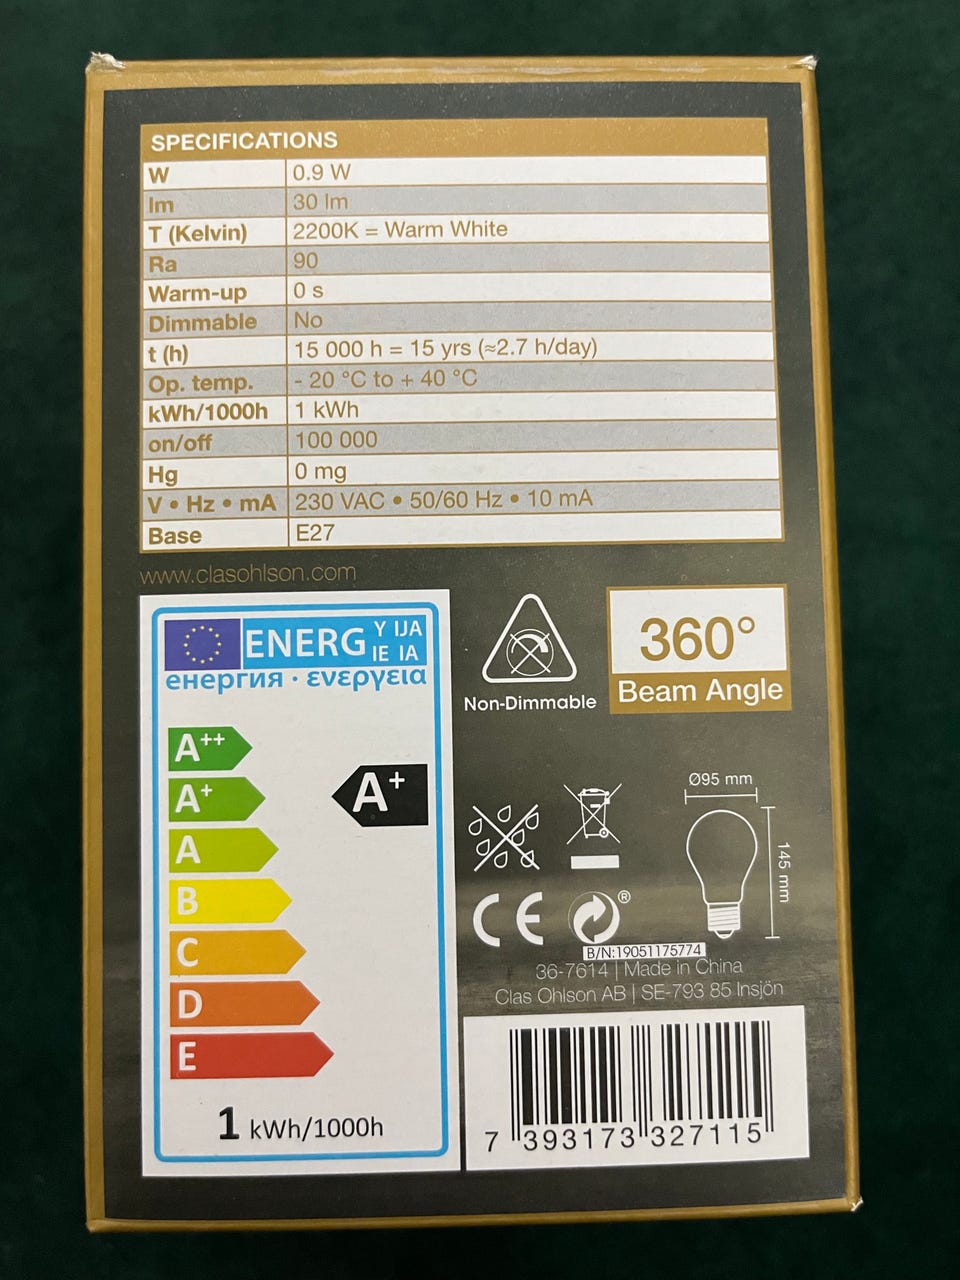 SPECIFICATIONS
W 0.9 W
lm 30 lm
T (Kelvin) 2200K = Warm White
Ra 90
Warm-up 0 s
Dimmable No
t (h) 15 000 h = 15 yrs (≈2.7 h/day)
Op. temp. - 20 °C to + 40 °C
kWh/1000h 1 kWh
on/off 100 000
Hg 0 mg
V • Hz • mA 230 VAC • 50/60 Hz • 10 mA
Base E27
www.clasohlson.com
ENERG Y IJA
IE IA
енергия · ενεργεια
A++
A+
A
B
C
D
E
A+
1 kWh/1000h
Non-Dimmable
360°
Beam Angle
Ø95 mm
145 mm
CE
®
B/N:19051175774
36-7614 | Made in China
Clas Ohlson AB | SE-793 85 Insjön
7 393173 327115